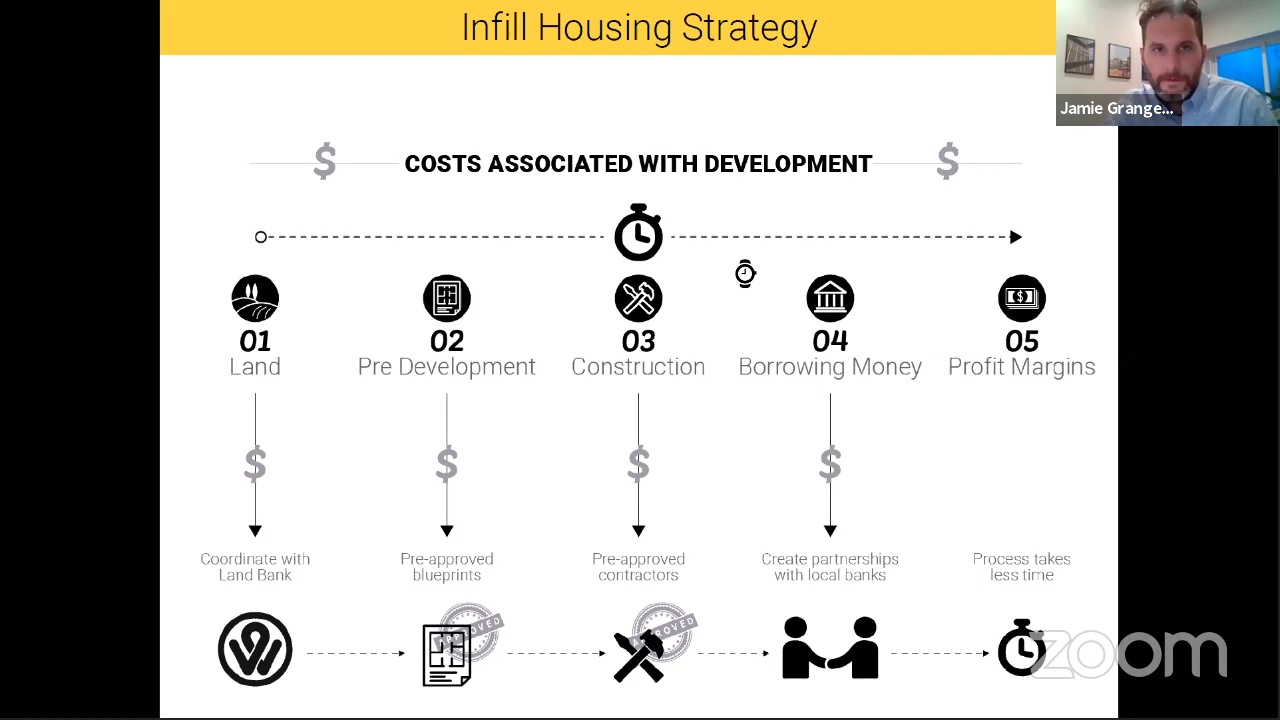 Infill Housing Strategy
Jamie Grange...
$ COSTS ASSOCIATED WITH DEVELOPMENT $
01 02 03 04 05
Land Pre Development Construction Borrowing Money Profit Margins
$ $ $ $
Coordinate with Pre-approved Pre-approved Create partnerships Process takes
Land Bank blueprints contractors with local banks less time
APPROVED APPROVED
zoom